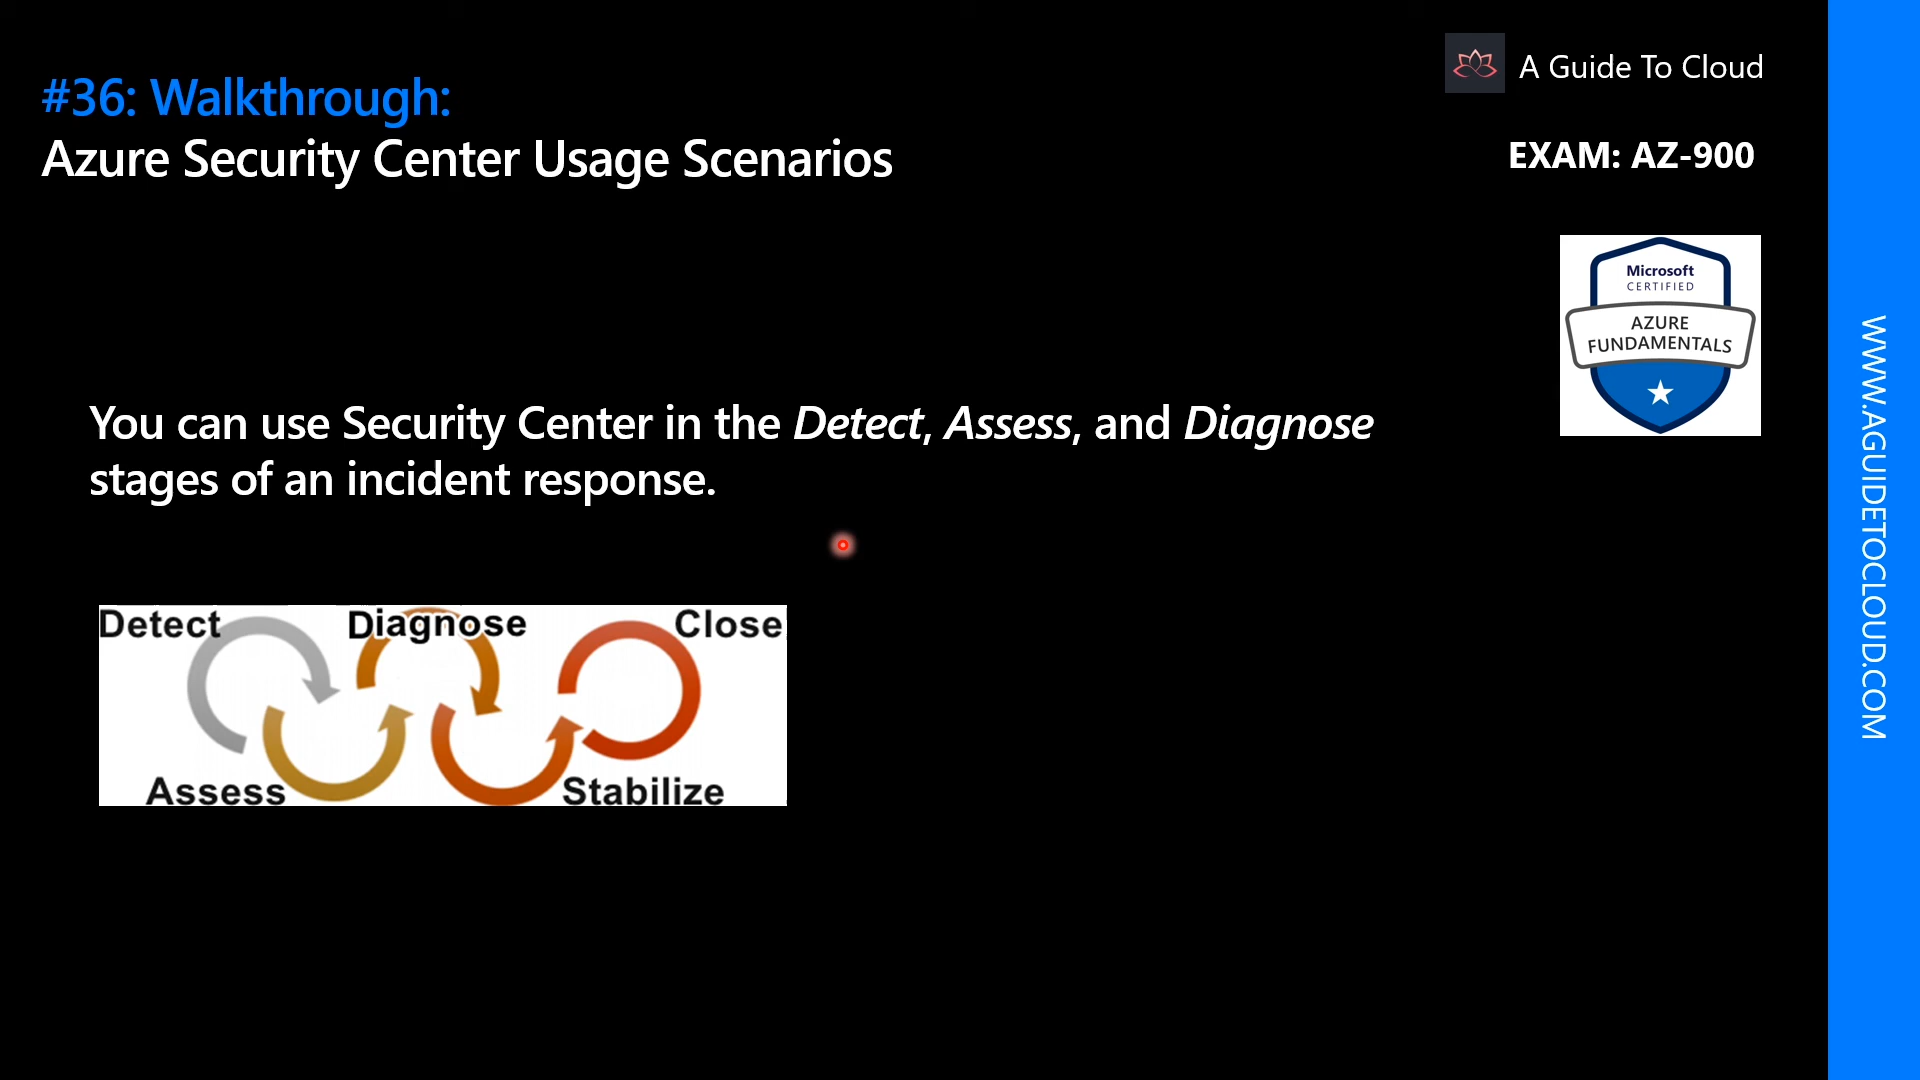 #36: Walkthrough:
Azure Security Center Usage Scenarios
A Guide To Cloud
EXAM: AZ-900
Microsoft
CERTIFIED
AZURE
FUNDAMENTALS
You can use Security Center in the Detect, Assess, and Diagnose
stages of an incident response.
Detect
Diagnose
Close
Assess
Stabilize
WWW.AGUIDETOCLOUD.COM